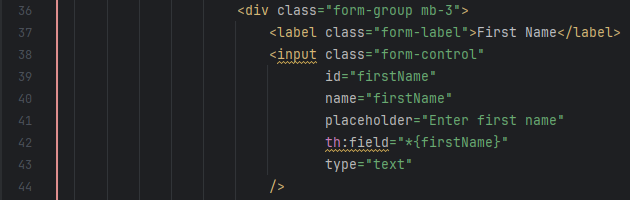 36 <div class="form-group mb-3">
37 <label class="form-label">First Name</label>
38 <input class="form-control"
39 id="firstName"
40 name="firstName"
41 placeholder="Enter first name"
42 th:field="*{firstName}"
43 type="text"
44 />